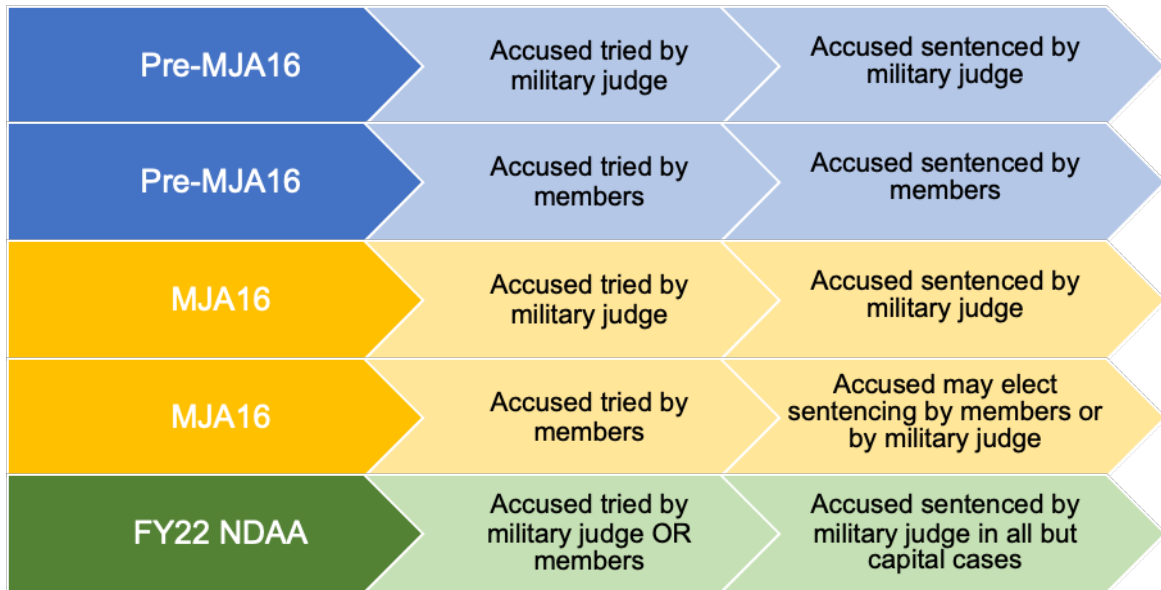 Pre-MJA16
Accused tried by
military judge
Accused sentenced by
military judge
Pre-MJA16
Accused tried by
members
Accused sentenced by
members
MJA16
Accused tried by
military judge
Accused sentenced by
military judge
MJA16
Accused tried by
members
Accused may elect
sentencing by members or
by military judge
FY22 NDAA
Accused tried by
military judge OR
members
Accused sentenced by
military judge in all but
capital cases